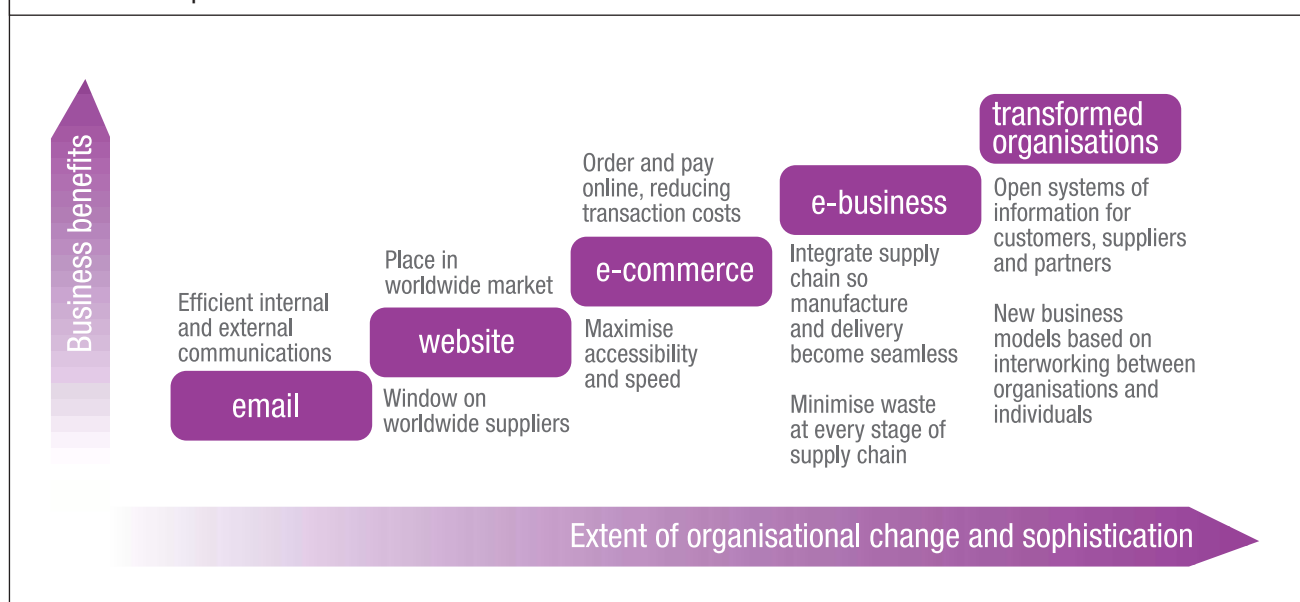 Business benefits
Efficient internal
and external
communications
email
Place in
worldwide market
website
Window on
worldwide suppliers
Order and pay
online, reducing
transaction costs
e-commerce
Maximise
accessibility
and speed
e-business
Integrate supply
chain so
manufacture
and delivery
become seamless
Minimise waste
at every stage of
supply chain
transformed
organisations
Open systems of
information for
customers, suppliers
and partners
New business
models based on
interworking between
organisations and
individuals
Extent of organisational change and sophistication